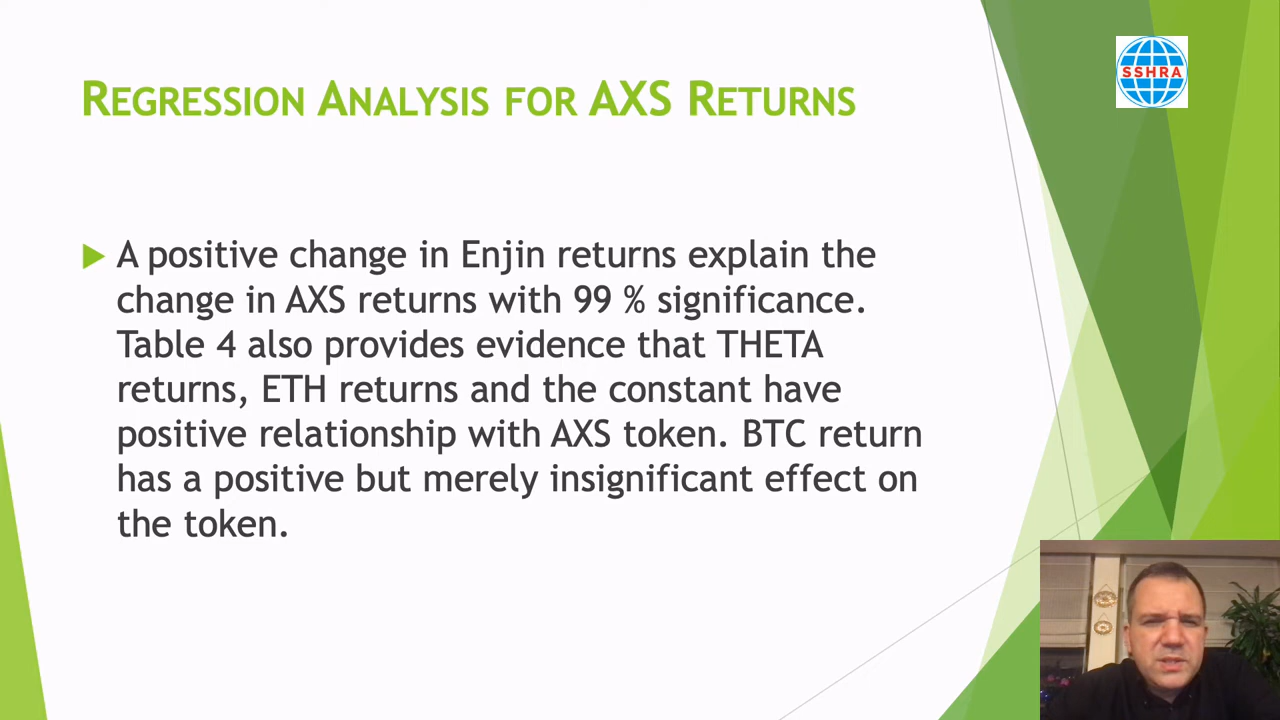 REGRESSION ANALYSIS FOR AXS RETURNS
SSHRA
A positive change in Enjin returns explain the
change in AXS returns with 99 % significance.
Table 4 also provides evidence that THETA
returns, ETH returns and the constant have
positive relationship with AXS token. BTC return
has a positive but merely insignificant effect on
the token.